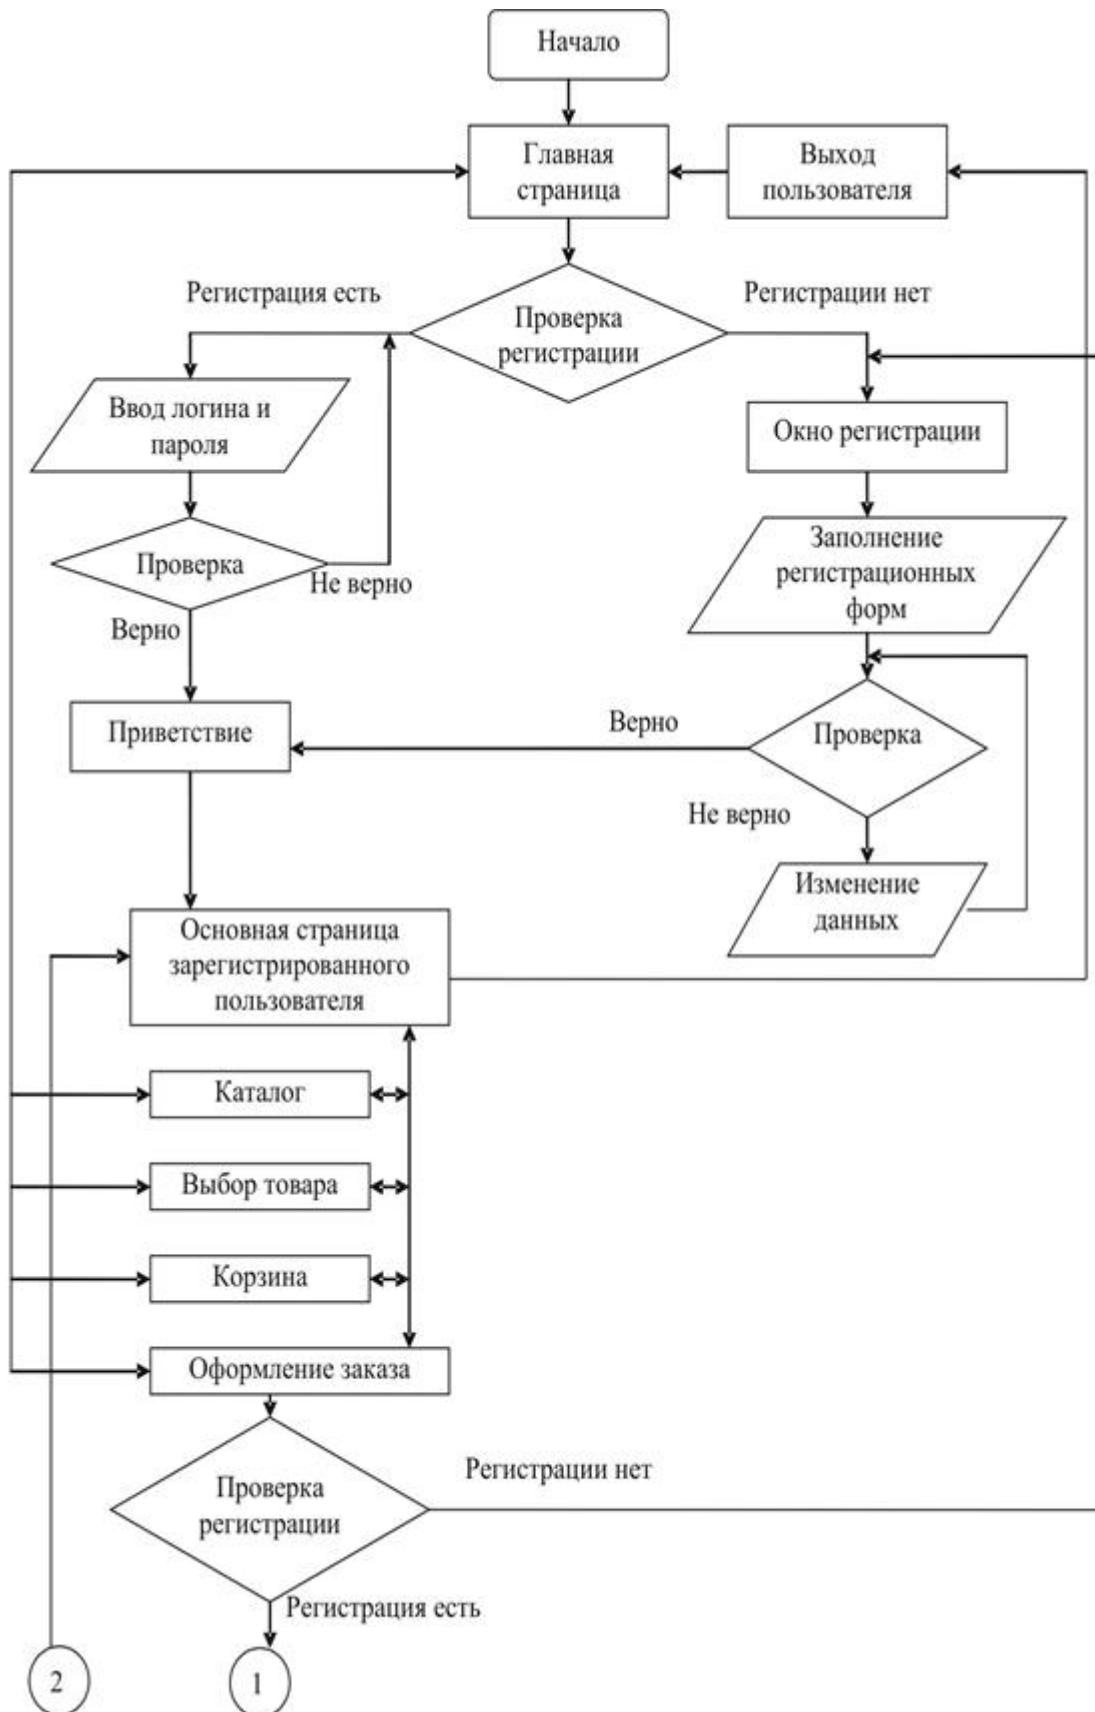 Начало
Главная
страница
Выход
пользователя
Регистрация есть
Регистрации нет
Проверка
регистрации
Ввод логина и
пароля
Окно регистрации
Проверка
Не верно
Верно
Заполнение
регистрационных
форм
Приветствие
Верно
Проверка
Не верно
Изменение
данных
Основная страница
зарегистрированного
пользователя
Каталог
Выбор товара
Корзина
Оформление заказа
Проверка
регистрации
Регистрации нет
Регистрация есть
2
1